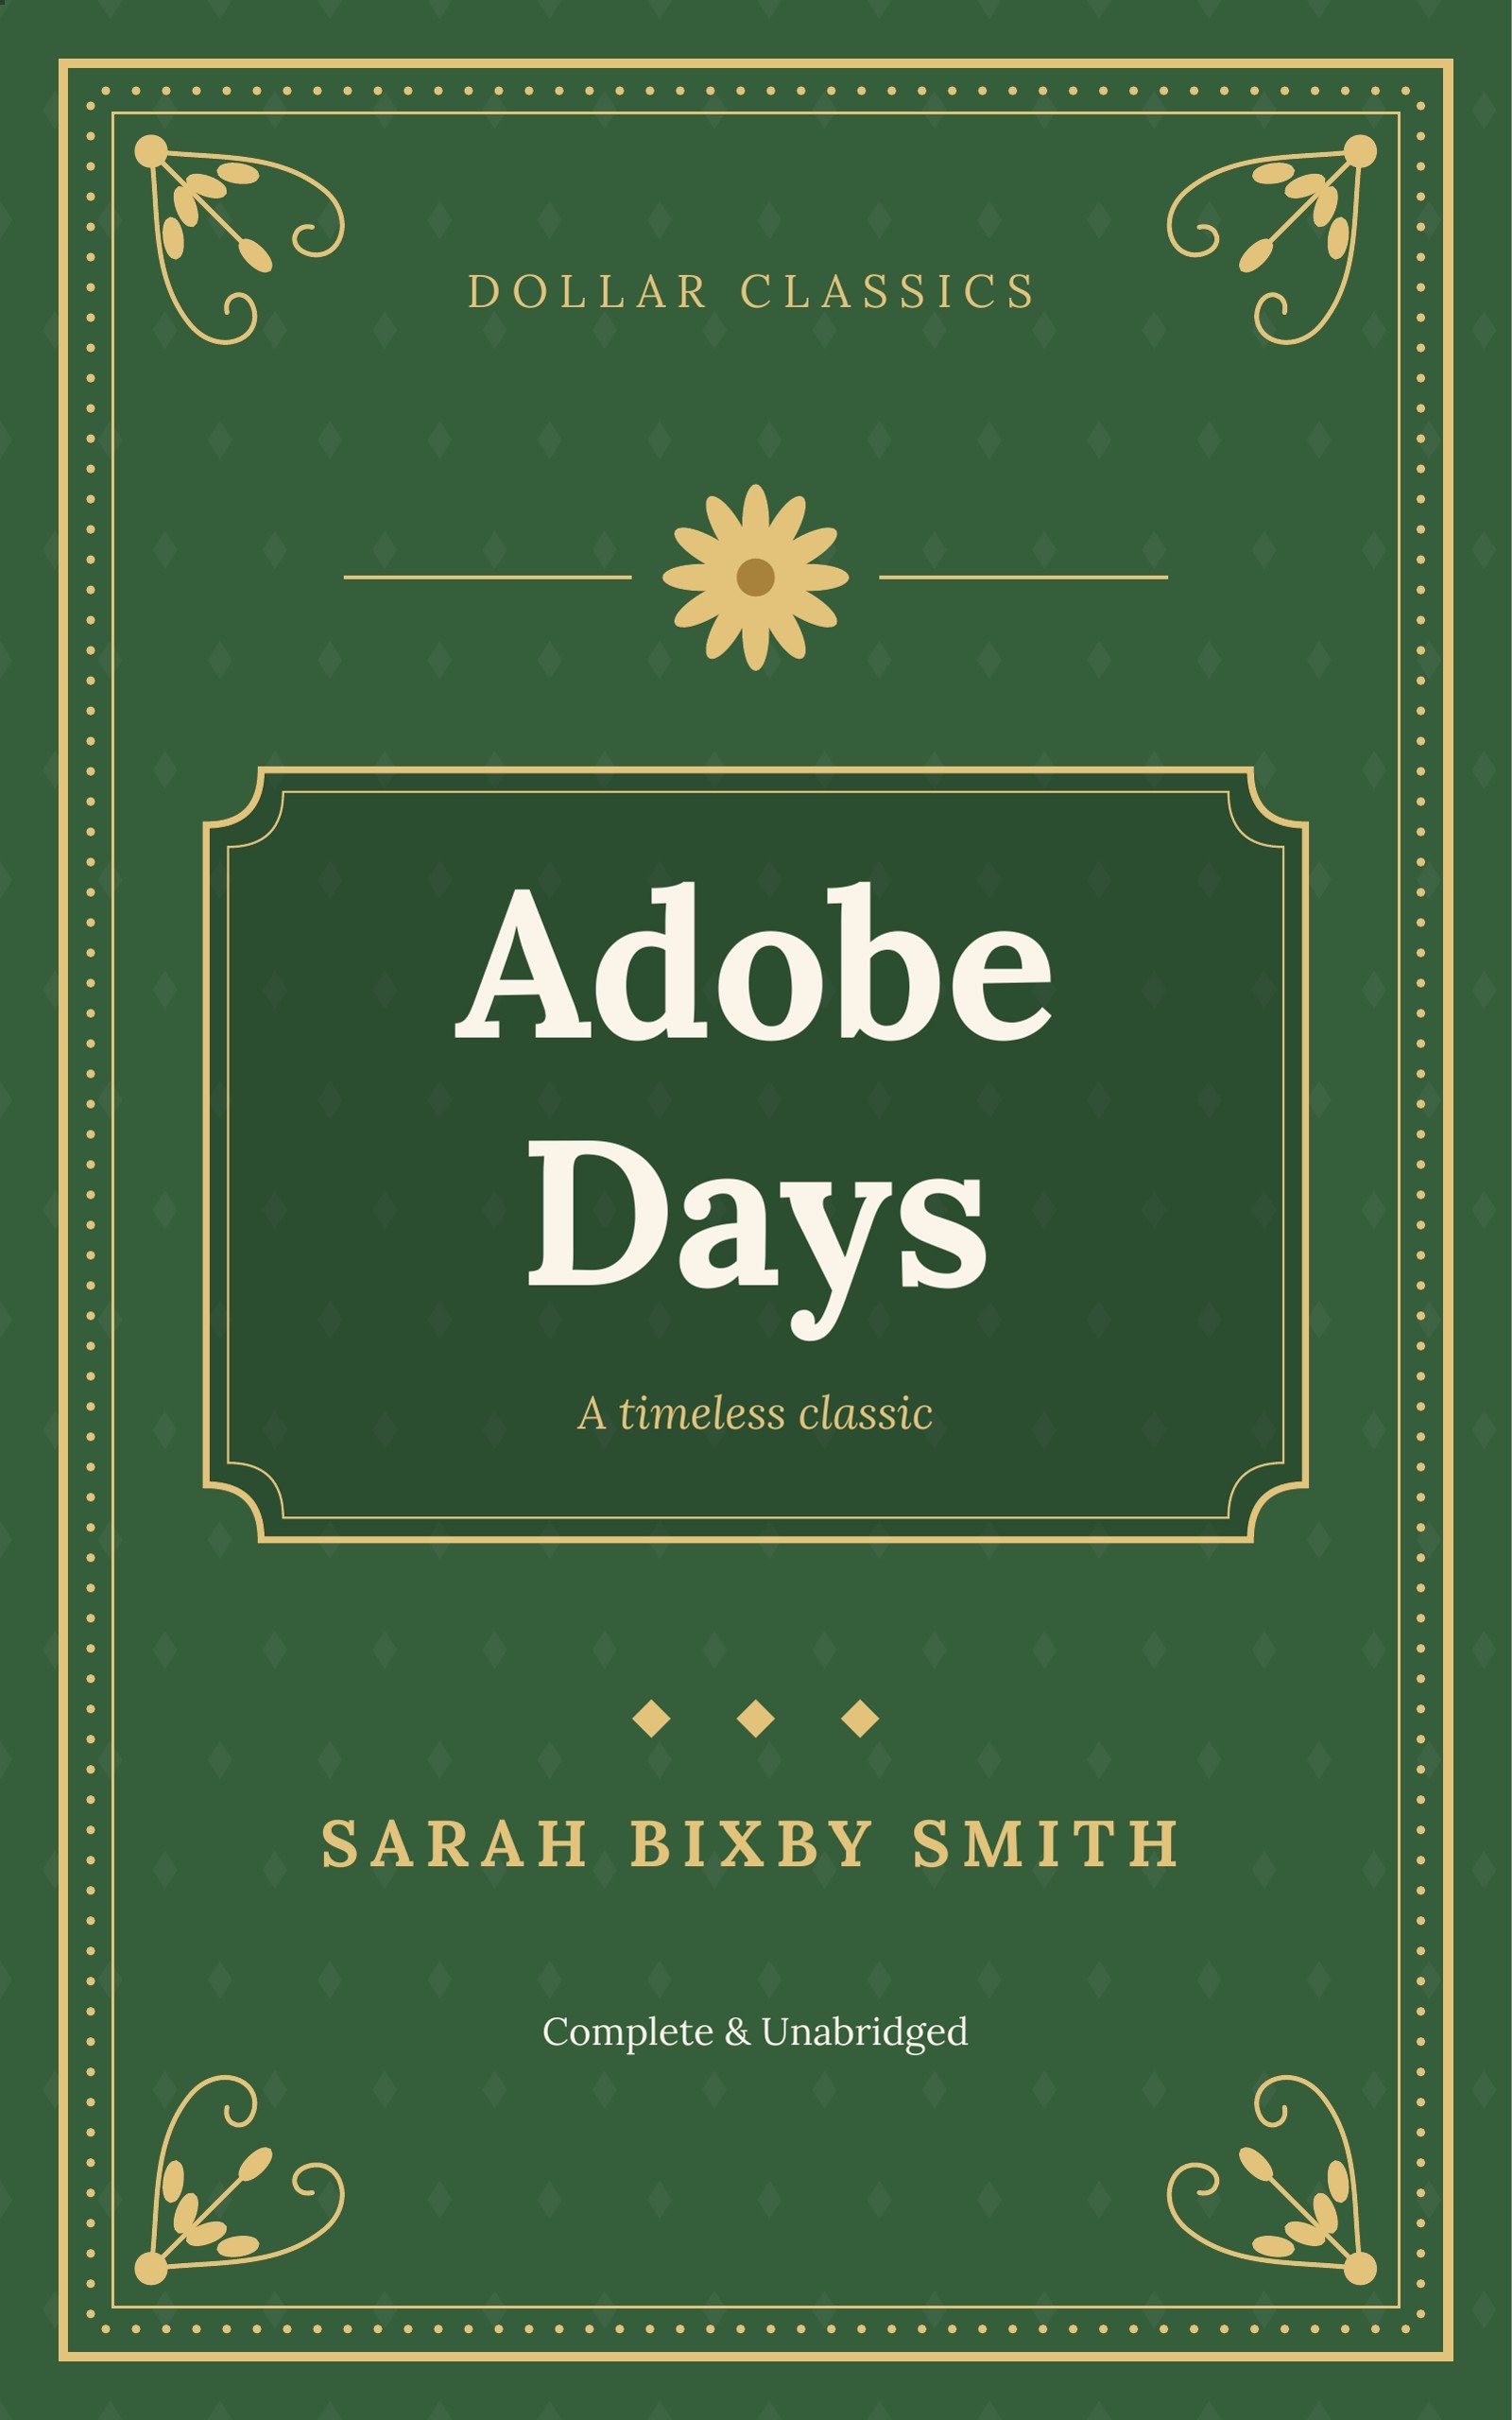 DOLLAR CLASSICS
Adobe
Days
A timeless classic
SARAH BIXBY SMITH
Complete & Unabridged